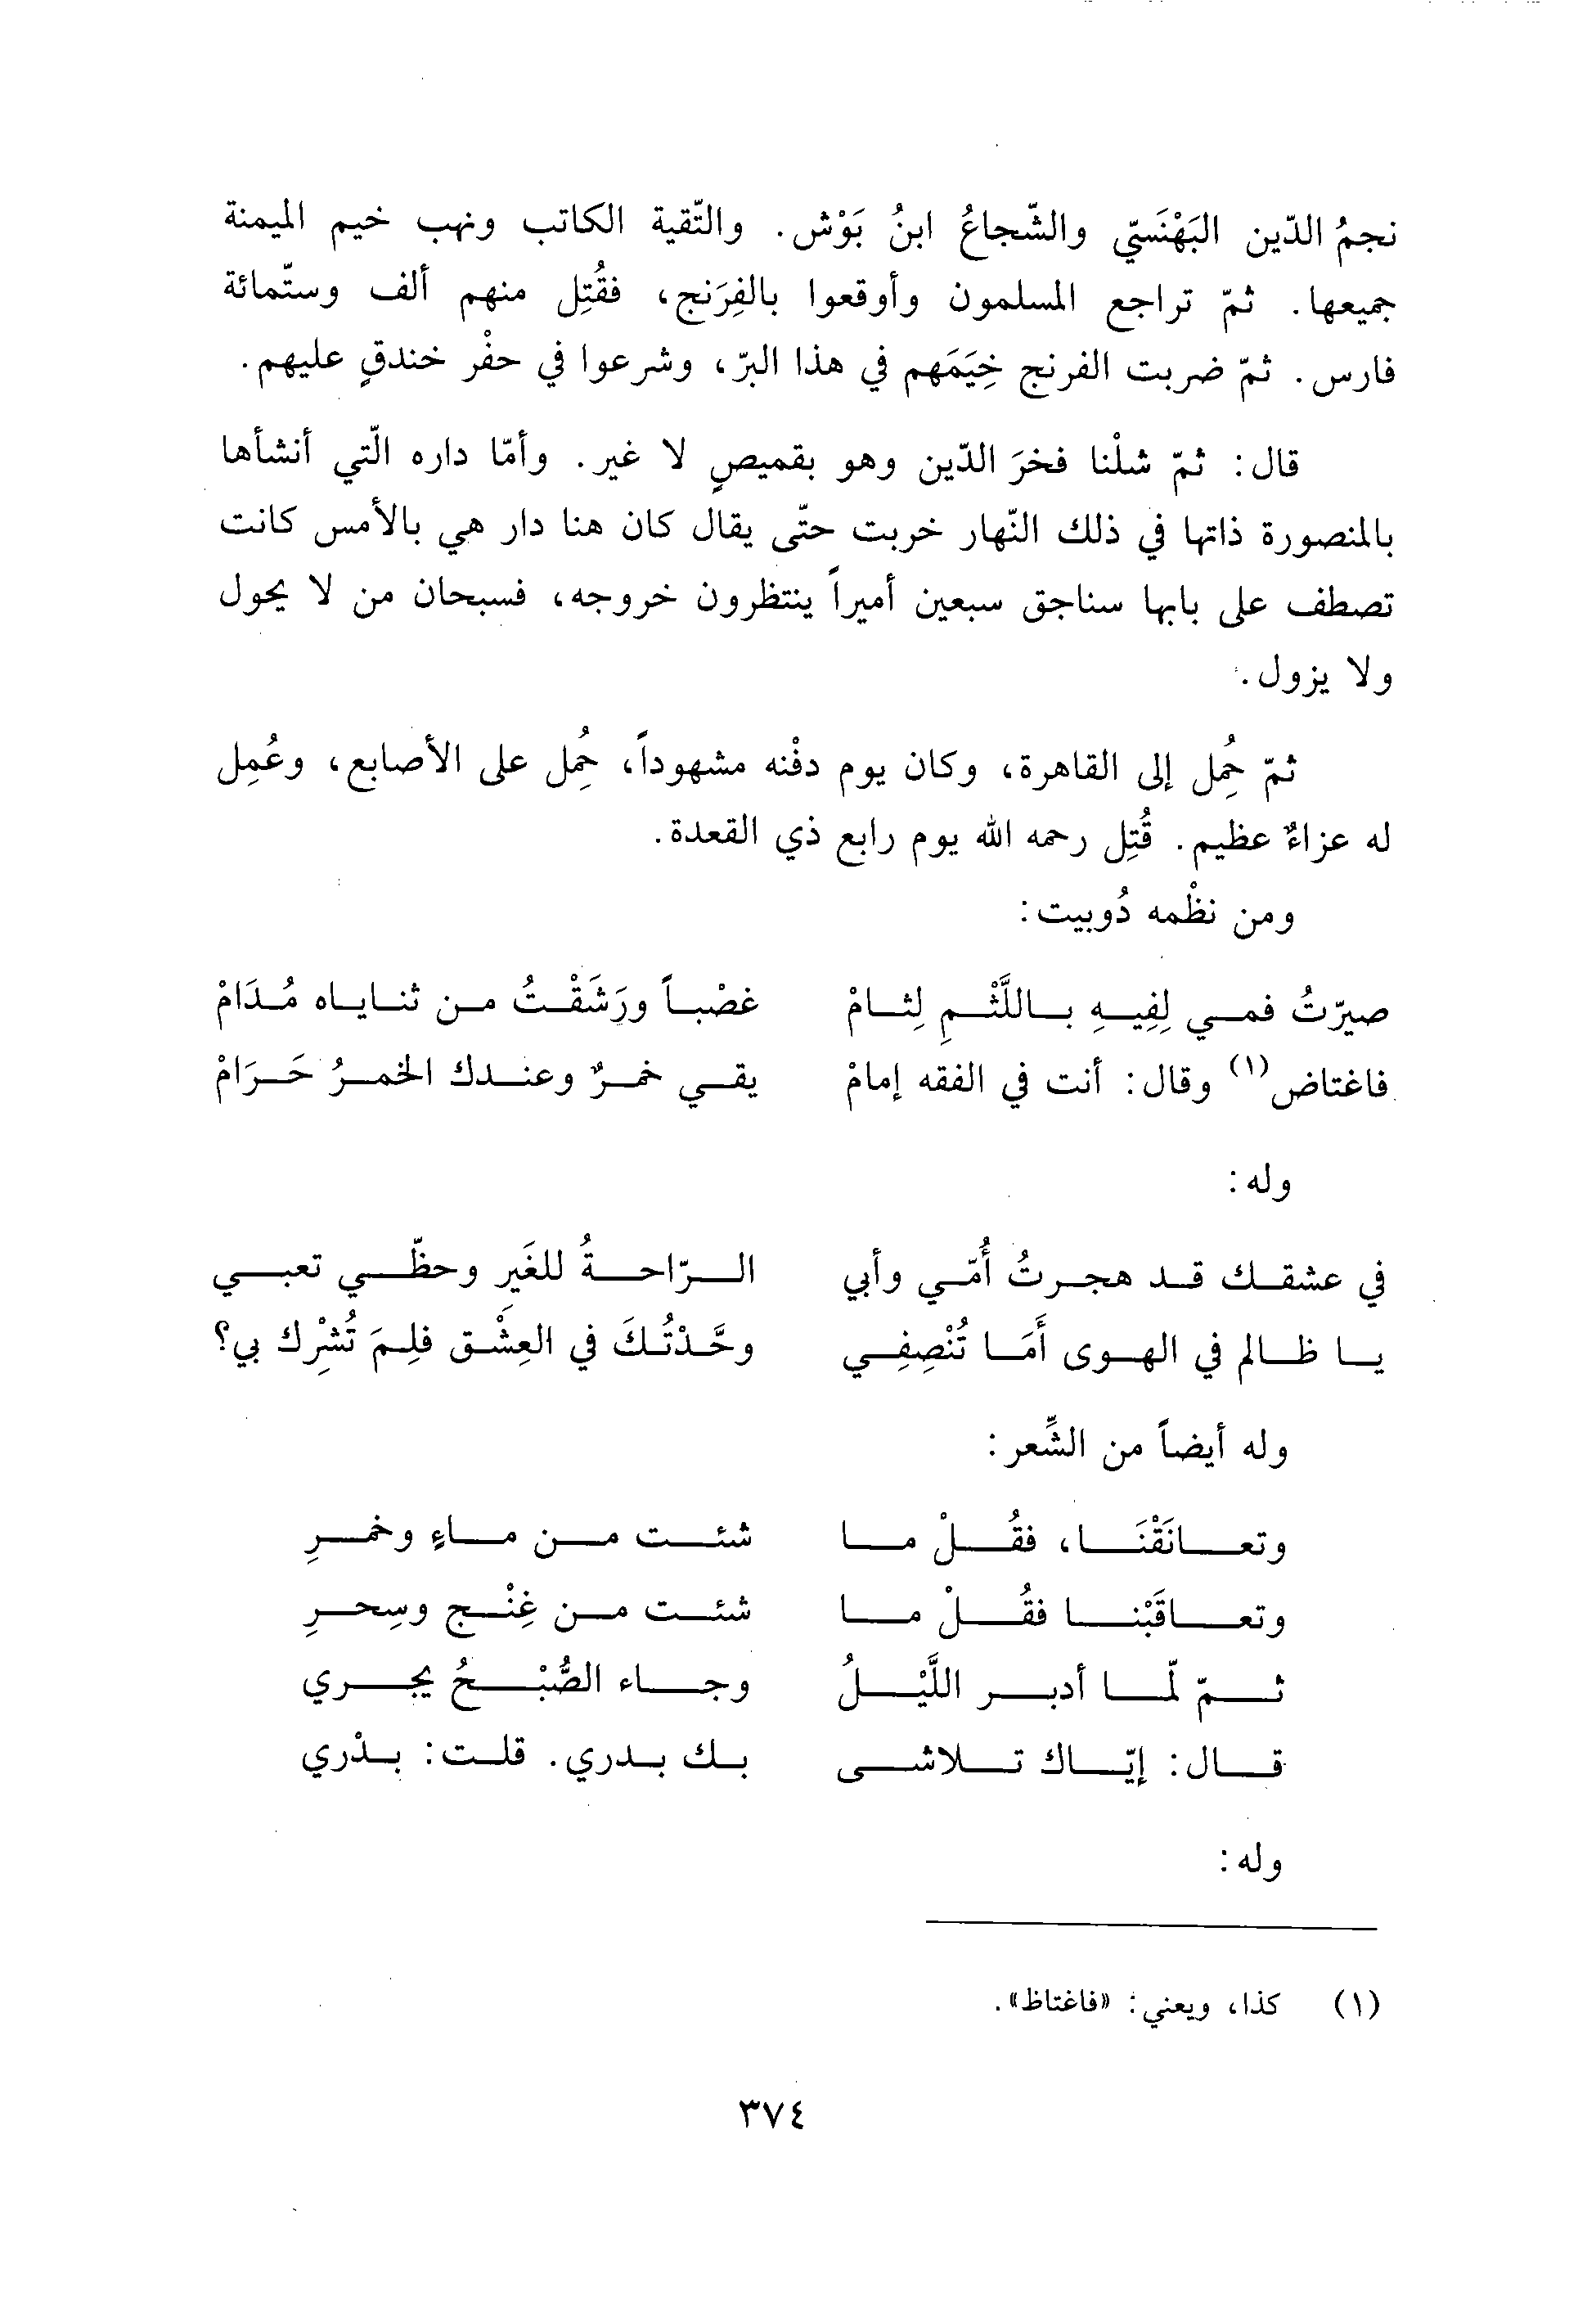 نجمُ الدّين البَهْنَسيّ والشّجاعُ ابنُ بَوْش. والتّقية الكاتب ونهب خيم الميمنة
جميعها. ثمّ تراجع المسلمون وأوقعوا بالفِرَنج، فقُتِل منهم ألف وستّمائة
فارس. ثمّ ضربت الفرنج خِيَمَهم في هذا البرّ، وشرعوا في حفْر خندقٍ عليهم.
قال: ثمّ شلْنا فخرَ الدّين وهو بقميصٍ لا غير. وأمّا داره الّتي أنشأها
بالمنصورة ذاتها في ذلك النّهار خربت حتّى يقال كان هنا دار هي بالأمس كانت
تصطف على بابها سناجق سبعين أميراً ينتظرون خروجه، فسبحان من لا يحول
ولا يزول.
ثمّ حُمِل إلى القاهرة، وكان يوم دفْنه مشهوداً، حُمِل على الأصابع، وعُمِل
له عزاءٌ عظيم. قُتِل رحمه الله يوم رابع ذي القعدة.
ومن نظْمه دُوبيت:
صيرّتُ فمي لِفِيهِ باللَّثْمِ لِثامْ غصْباً ورَشَقْتُ من ثناياه مُدَامْ
فاغتاض(١) وقال: أنت في الفقه إمامْ يقي خمرٌ وعندك الخمرُ حَرَامْ
وله:
في عشقك قد هجرتُ أُمّي وأبي الرّاحةُ للغَيرِ وحظّي تعبي
يا ظالم في الهوى أَمَا تُنْصِفِي وحَّدْتُكَ في العِشْق فلِمَ تُشرْك بي؟
وله أيضاً من الشِّعر:
وتعانَقْنَا، فقُلْ ما شئت من ماءٍ وخمرِ
وتعاقَبْنا فقُلْ ما شئت من غِنْج وسِحرِ
ثمّ لمّا أدبر اللَّيْلُ وجاء الصُّبْحُ يجري
قال: إيّاك تلاشى بك بدري. قلت: بدْري
وله:
(١) كذا، ويعني: «فاغتاظ».
٣٧٤